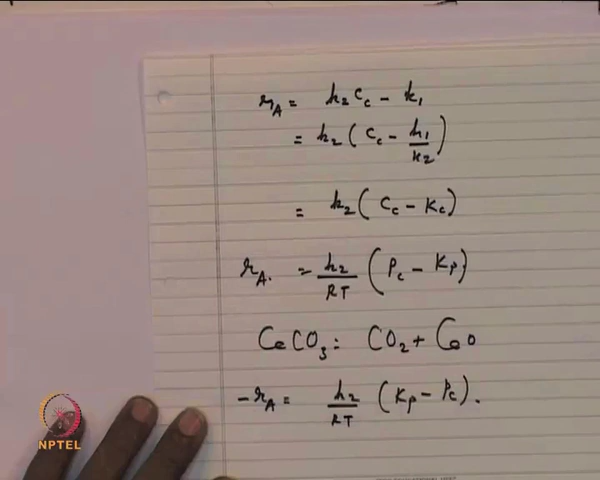 r_A = k_2 C_c - k_1
= k_2 ( C_c - k_1/k_2 )
= k_2 ( C_c - K_c )
r_A. = k_2/RT ( P_c - K_p )
CaCO_3 = CO_2 + CaO
-r_A = k_2/RT ( K_p - P_c ).
NPTEL